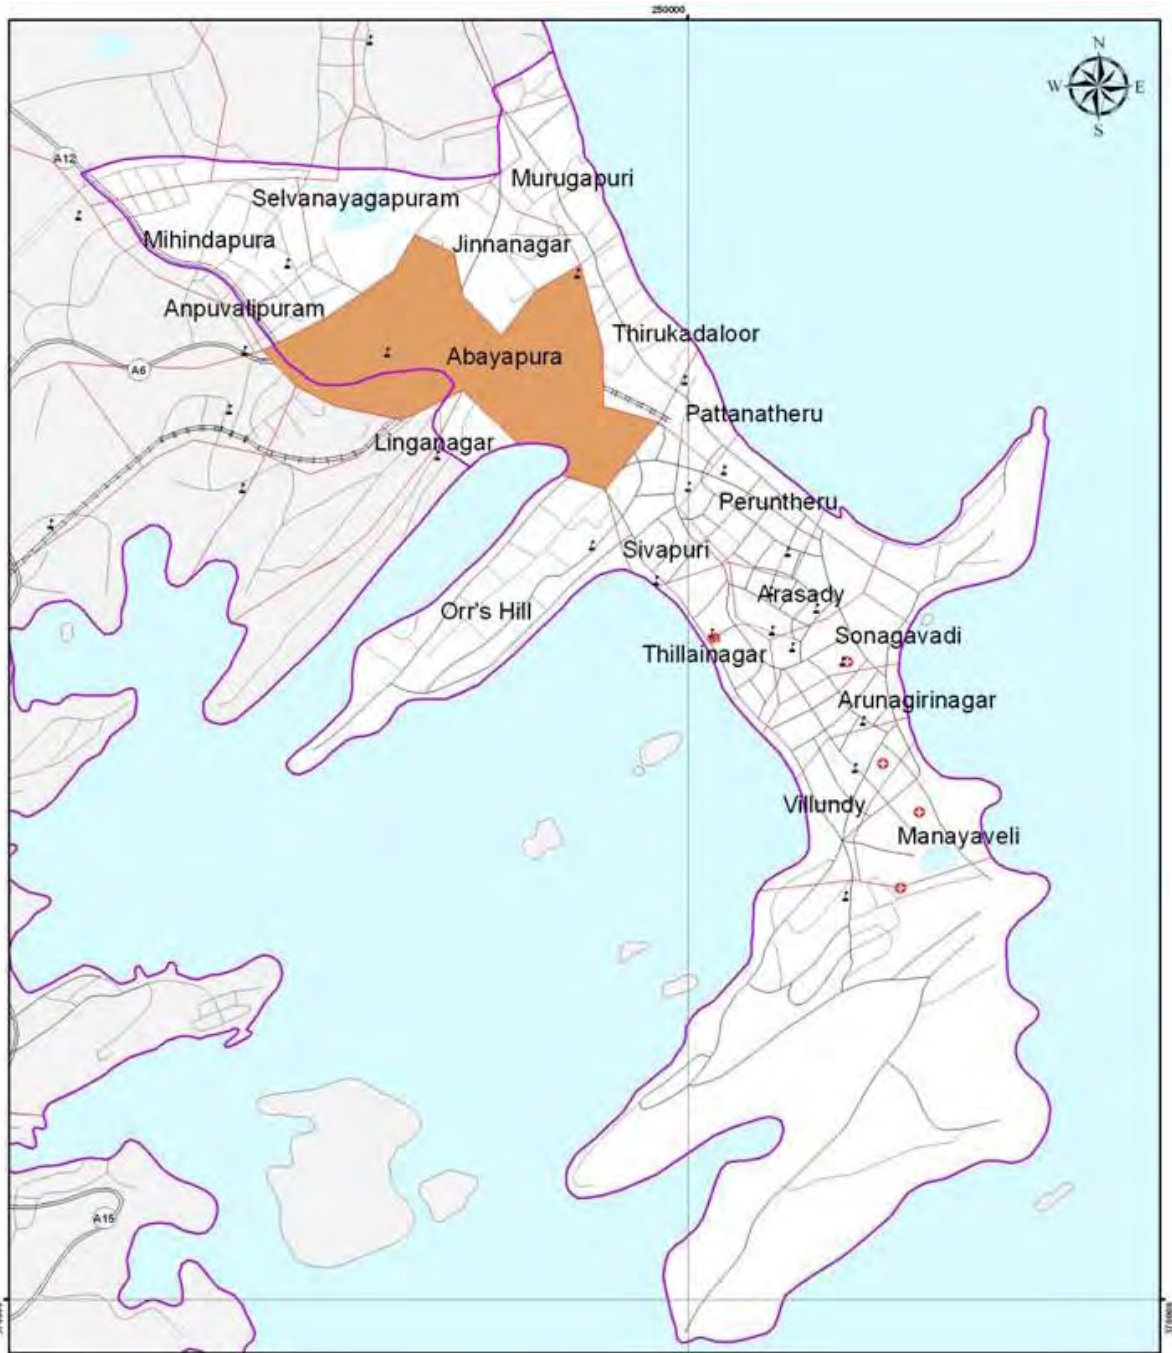 250000
N
W E
S
A12
Murugapuri
Selvanayagapuram
Mihindapura
Jinnanagar
Anpuvalipuram
Thirukadaloor
Abayapura
A6
Pattanatheru
Linganagar
Peruntheru
Sivapuri
Arasady
Orr's Hill
Sonagavadi
Thillainagar
Arunagirinagar
Villundy
Manayaveli
A15